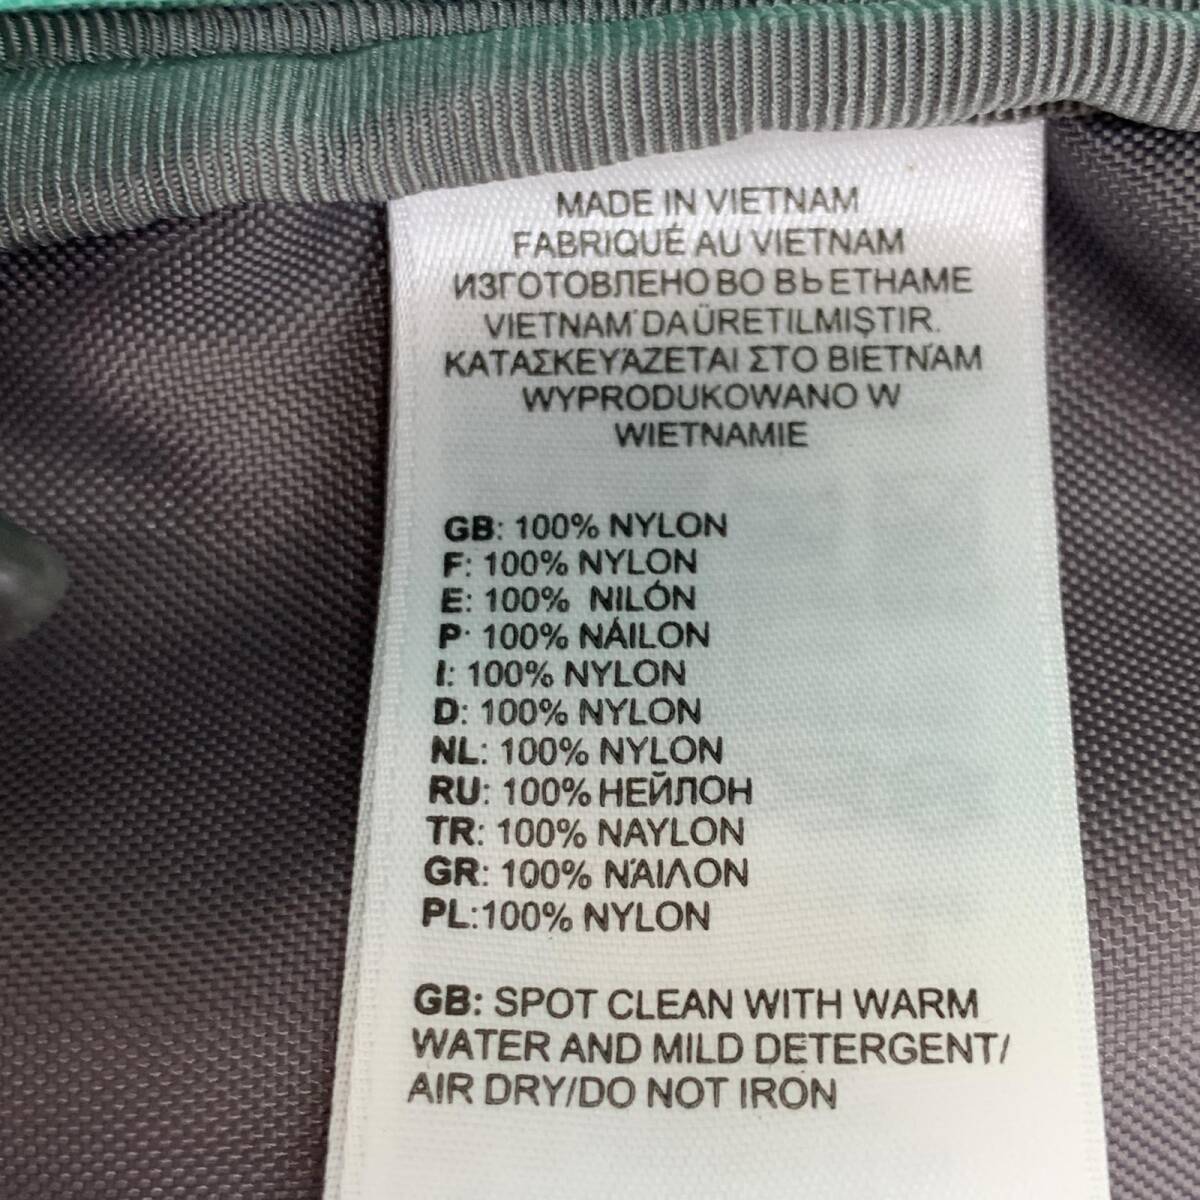 MADE IN VIETNAM
FABRIQUÉ AU VIETNAM
ИЗГОТОВЛЕНО ВО ВЬЕТНАМЕ
VIETNAM'DA ÜRETILMIŞTIR.
ΚΑΤΑΣΚΕΥΆΖΕΤΑΙ ΣΤΟ ΒΙΕΤΝΆΜ
WYPRODUKOWANO W
WIETNAMIE
GB: 100% NYLON
F: 100% NYLON
E: 100% NILÓN
P: 100% NÁILON
I: 100% NYLON
D: 100% NYLON
NL: 100% NYLON
RU: 100% НЕЙЛОН
TR: 100% NAYLON
GR: 100% ΝΆΙΛΟΝ
PL:100% NYLON
GB: SPOT CLEAN WITH WARM
WATER AND MILD DETERGENT/
AIR DRY/DO NOT IRON